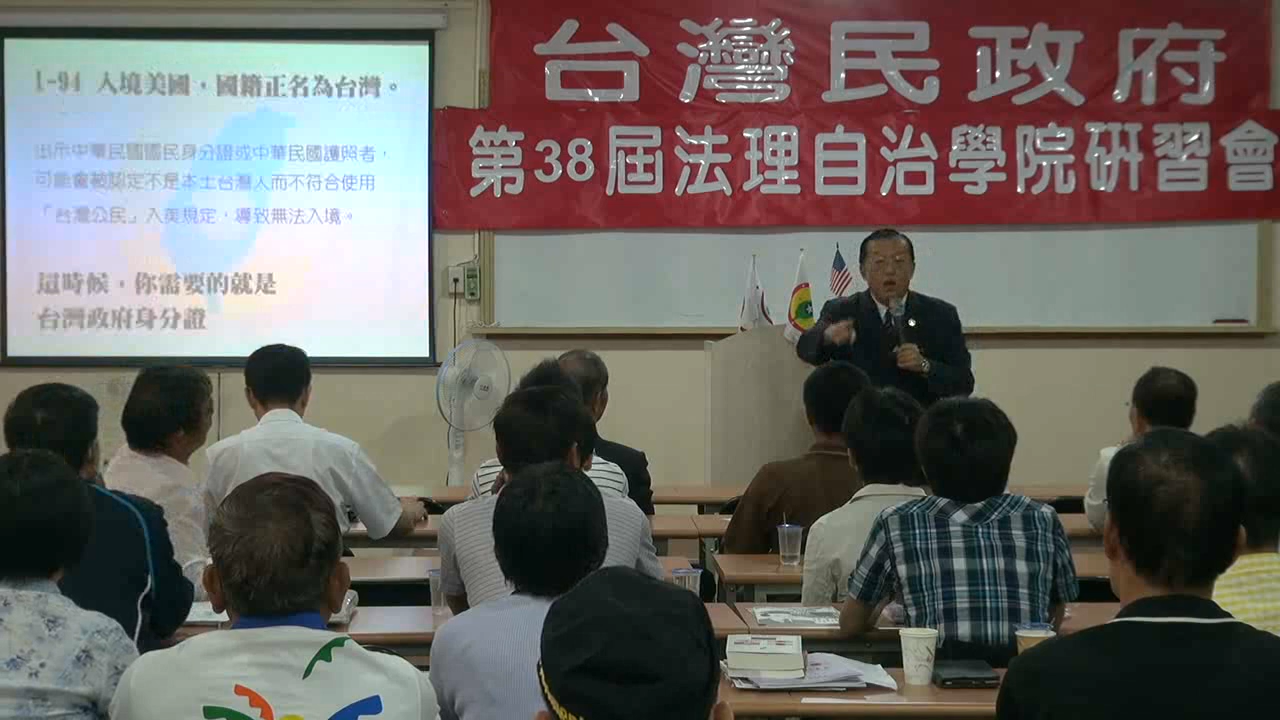 台灣民政府
第38屆法理自治學院研習會
I-94 入境美國，國籍正名為台灣。
出示中華民國國民身分證或中華民國護照者，
可能會被認定不是本土台灣人而不符合使用
「台灣公民」入美規定，導致無法入境。
這時候，你需要的就是
台灣政府身分證